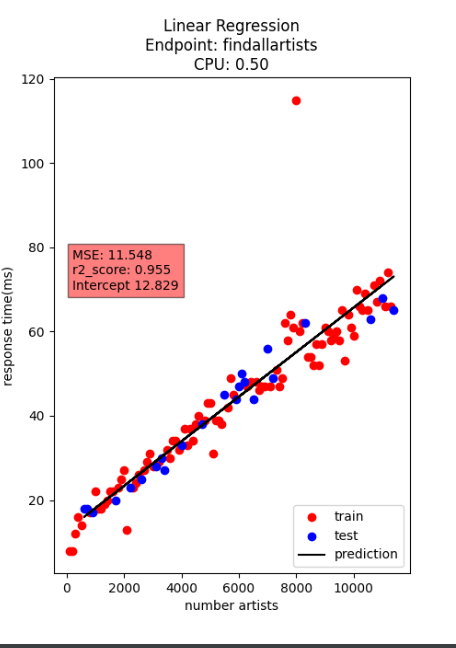 Linear Regression
Endpoint: findallartists
CPU: 0.50
120
100
80
60
40
20
response time(ms)
MSE: 11.548
r2_score: 0.955
Intercept 12.829
train
test
prediction
0
2000
4000
6000
8000
10000
number artists